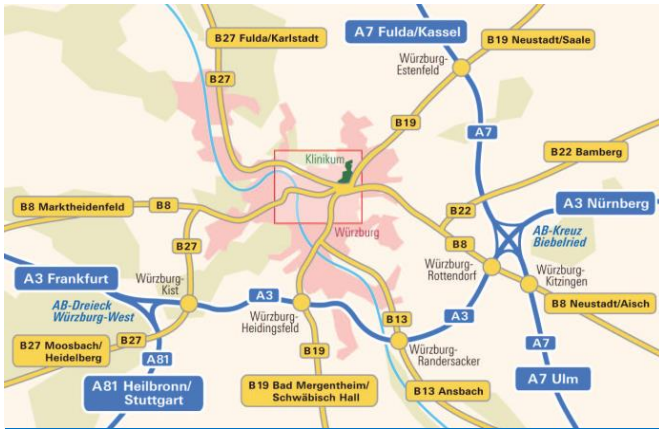 B27 Fulda/Karlstadt
A7 Fulda/Kassel
B19 Neustadt/Saale
Würzburg-
Estenfeld
B27
B19
A7
Klinikum
B22 Bamberg
B8 Marktheidenfeld
B8
B22
A3 Nürnberg
Würzburg
B27
B8
AB-Kreuz
Biebelried
A3 Frankfurt
Würzburg-
Kist
Würzburg-
Rottendorf
Würzburg-
Kitzingen
AB-Dreieck
Würzburg-West
A3
Würzburg-
Heidingsfeld
B13
A3
B8 Neustadt/Aisch
B27 Moosbach/
Heidelberg
B27
A81
B19
Würzburg-
Randersacker
A7
A81 Heilbronn/
Stuttgart
B19 Bad Mergentheim/
Schwäbisch Hall
B13 Ansbach
A7 Ulm